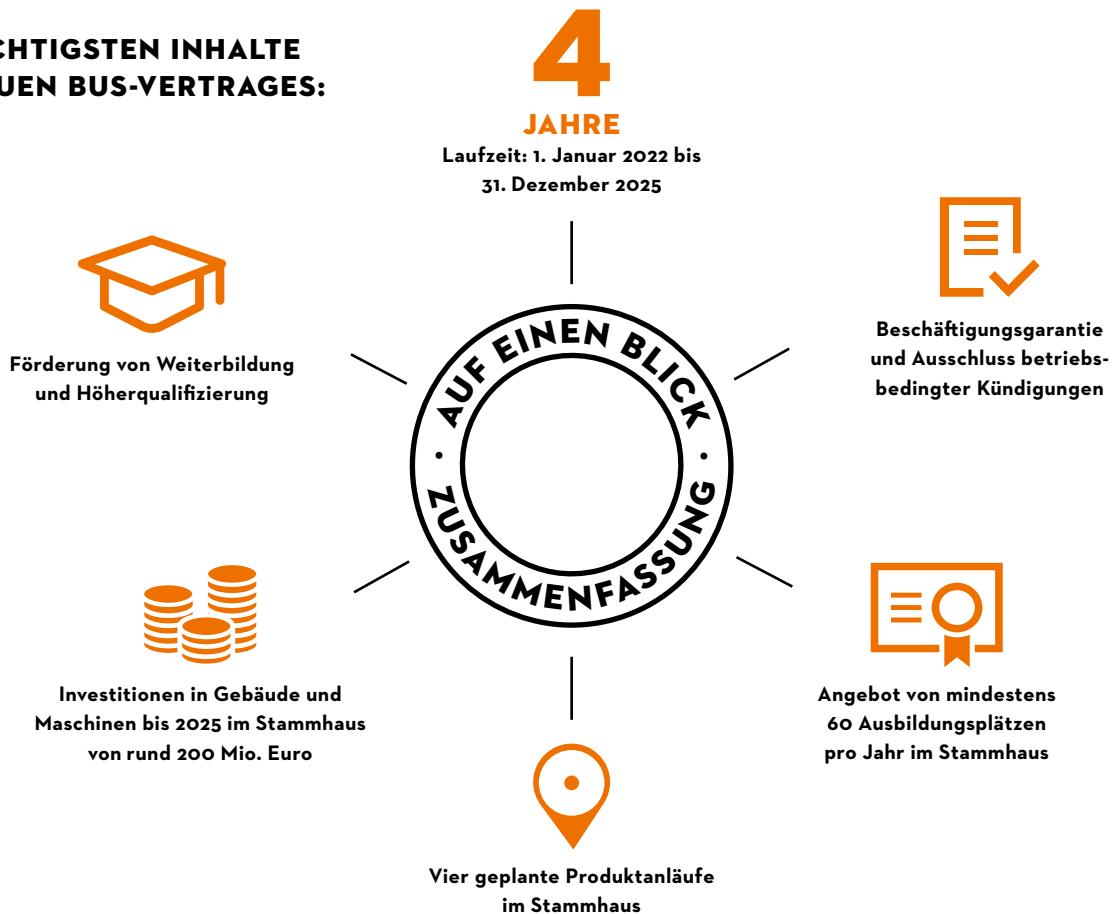 CHTIGSTEN INHALTE
UEN BUS-VERTRAGES:
4
JAHRE
Laufzeit: 1. Januar 2022 bis
31. Dezember 2025
Beschäftigungsgarantie
und Ausschluss betriebs-
bedingter Kündigungen
Angebot von mindestens
60 Ausbildungsplätzen
pro Jahr im Stammhaus
Vier geplante Produktanläufe
im Stammhaus
Investitionen in Gebäude und
Maschinen bis 2025 im Stammhaus
von rund 200 Mio. Euro
Förderung von Weiterbildung
und Höherqualifizierung
AUF EINEN BLICK
· ZUSAMMENFASSUNG ·